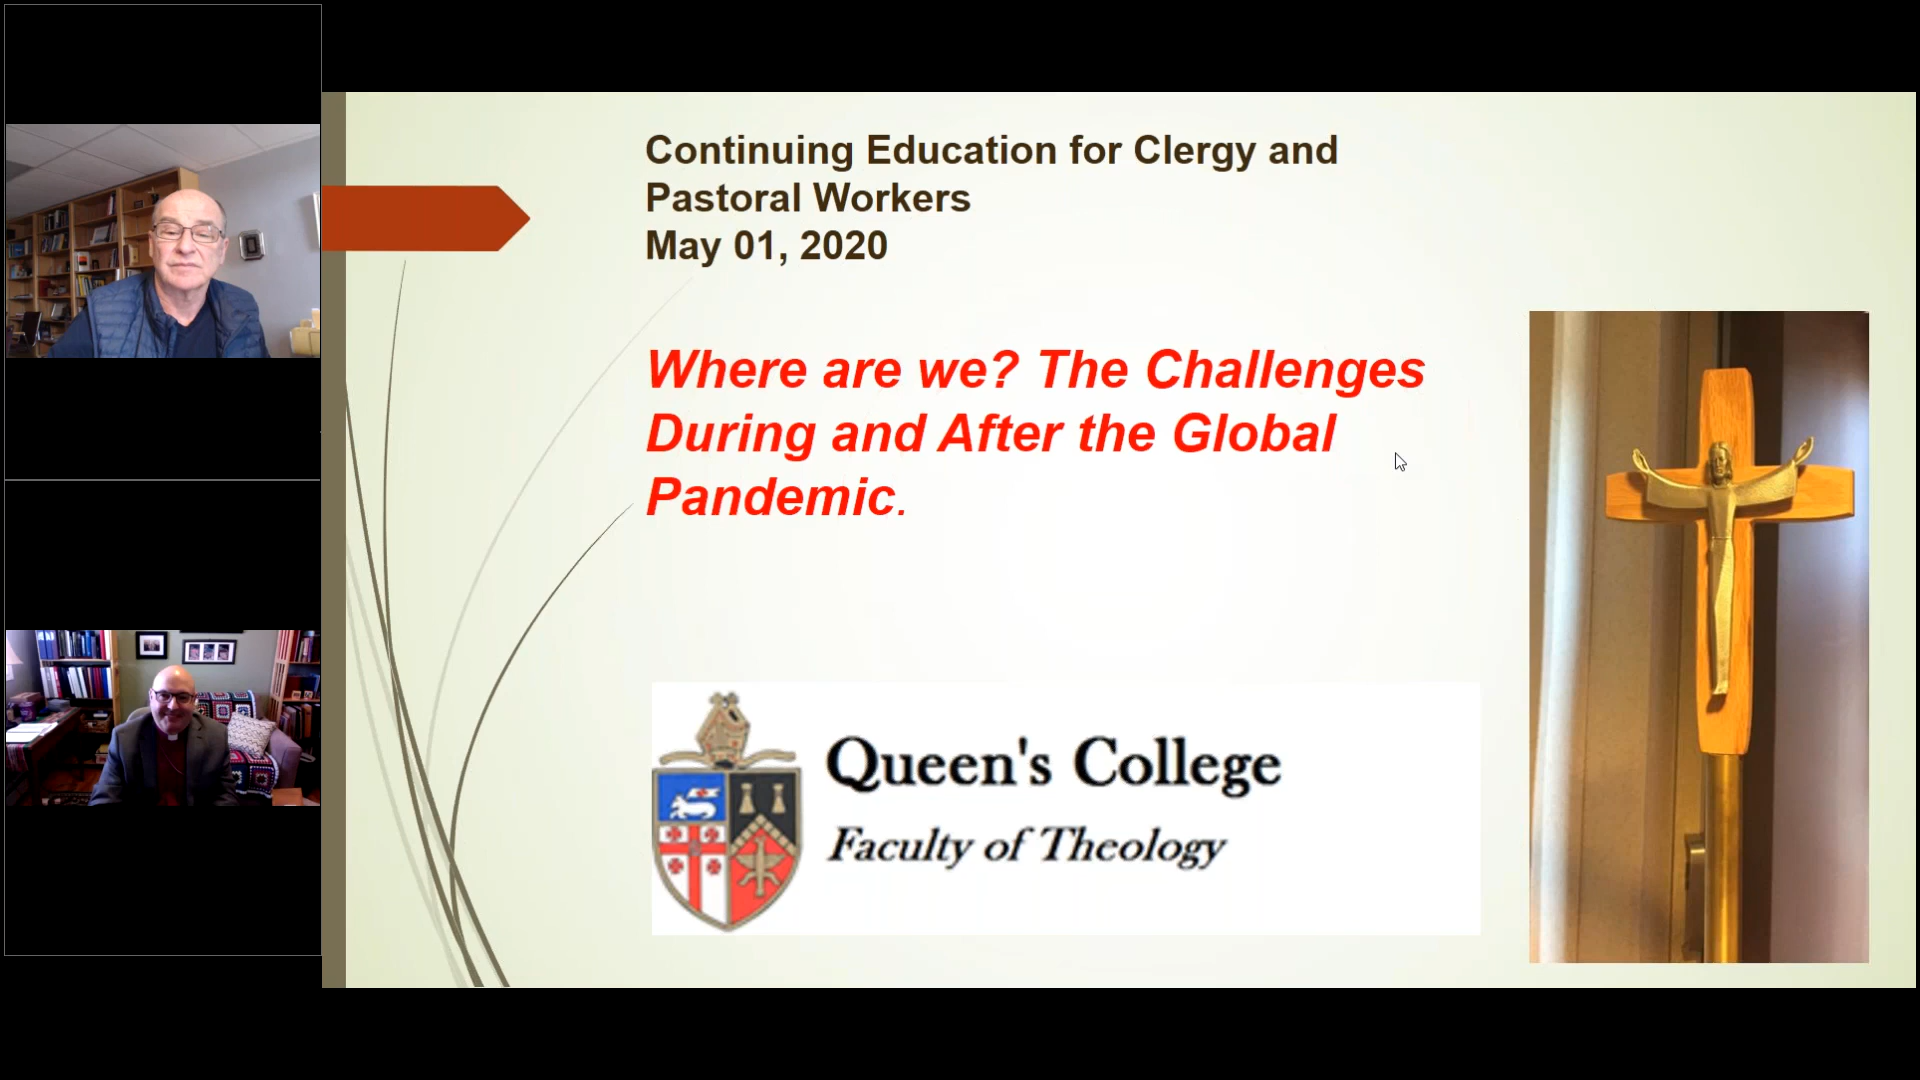 Continuing Education for Clergy and
Pastoral Workers
May 01, 2020
Where are we? The Challenges
During and After the Global
Pandemic.
Queen's College
Faculty of Theology